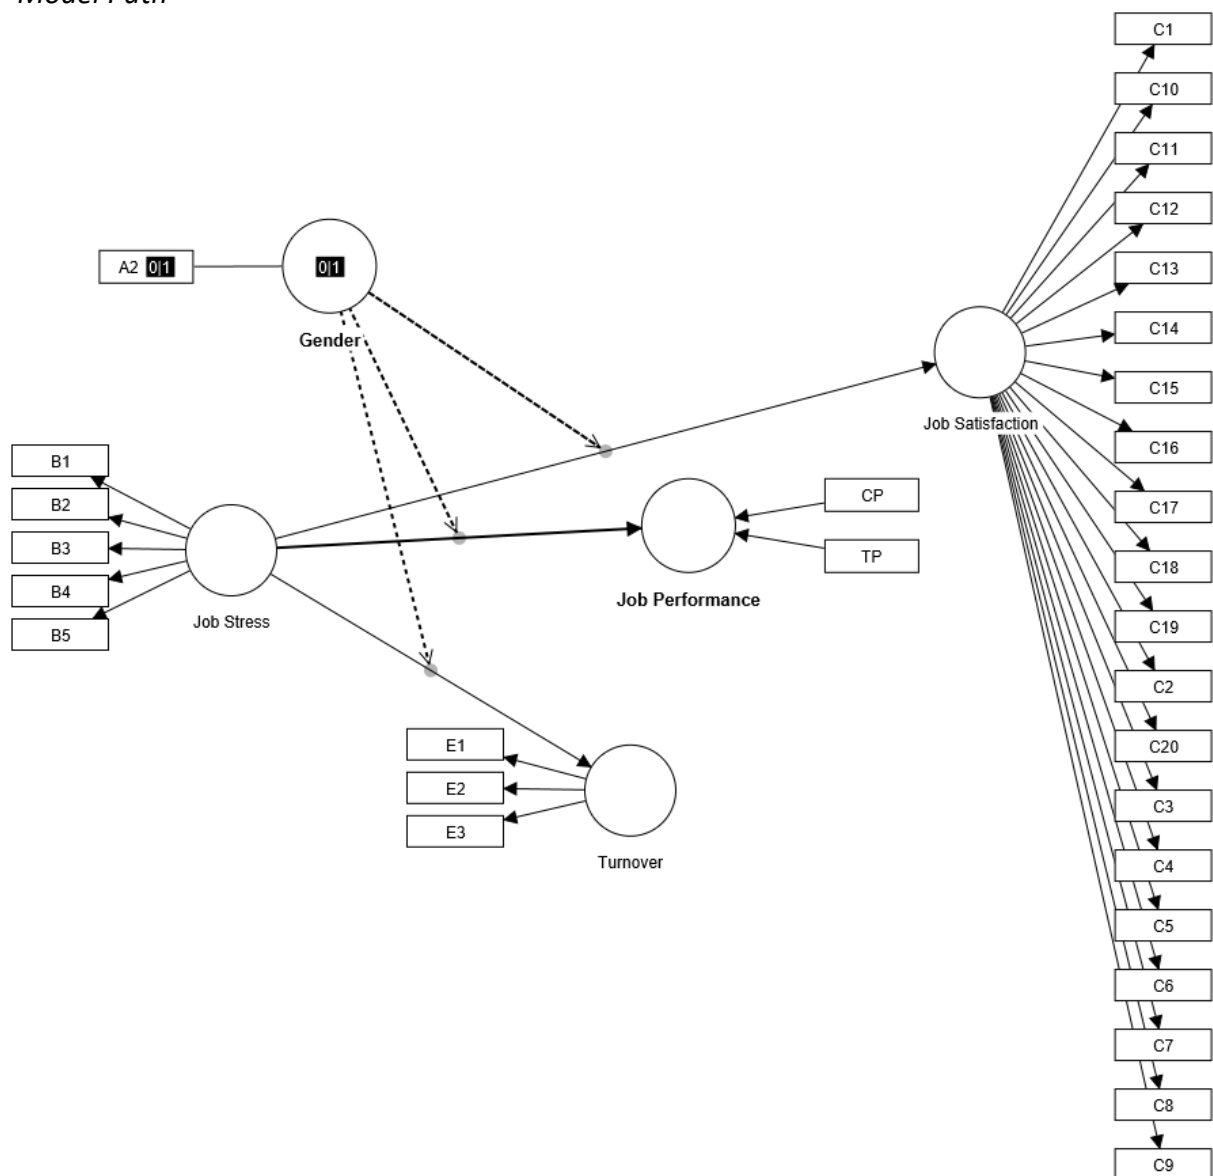 Model Path
C1
C10
C11
C12
C13
C14
C15
C16
C17
C18
C19
C2
C20
C3
C4
C5
C6
C7
C8
C9
A2 0|1
0|1
Gender
B1
B2
B3
B4
B5
Job Stress
Job Satisfaction
CP
TP
Job Performance
E1
E2
E3
Turnover